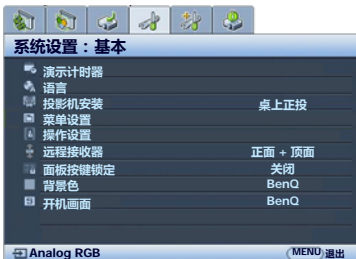 系统设置：基本
演示计时器
语言
投影机安装 桌上正投
菜单设置
操作设置
远程接收器 正面 + 顶面
面板按键锁定 关闭
背景色 BenQ
开机画面 BenQ
Analog RGB MENU 退出